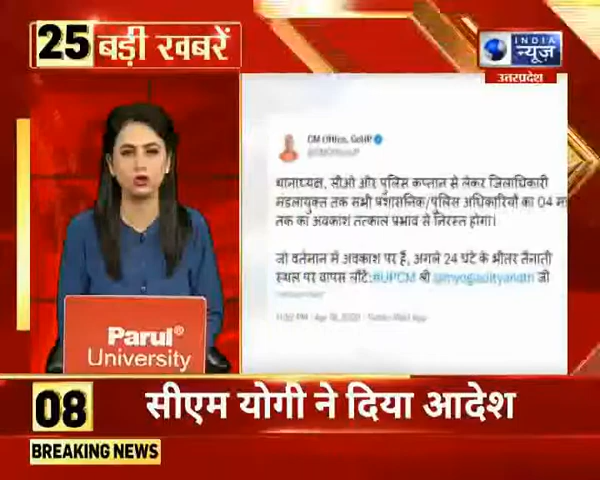 25 बड़ी खबरें
INDIA
न्यूज़
उत्तरप्रदेश
CM Office, GoUP
थानाध्यक्ष, सीओ और पुलिस कप्तान से लेकर जिलाधिकारी
मंडलायुक्त तक सभी प्रशासनिक/पुलिस अधिकारियों का 04
तक का अवकाश तत्काल प्रभाव से निरस्त होगा।
जो वर्तमान में अवकाश पर हैं, अगले 24 घंटे के भीतर तैनाती
स्थल पर वापस लौटें:#UPCM श्री @myogiadityanath जी
Parul®
University
08 सीएम योगी ने दिया आदेश
BREAKING NEWS